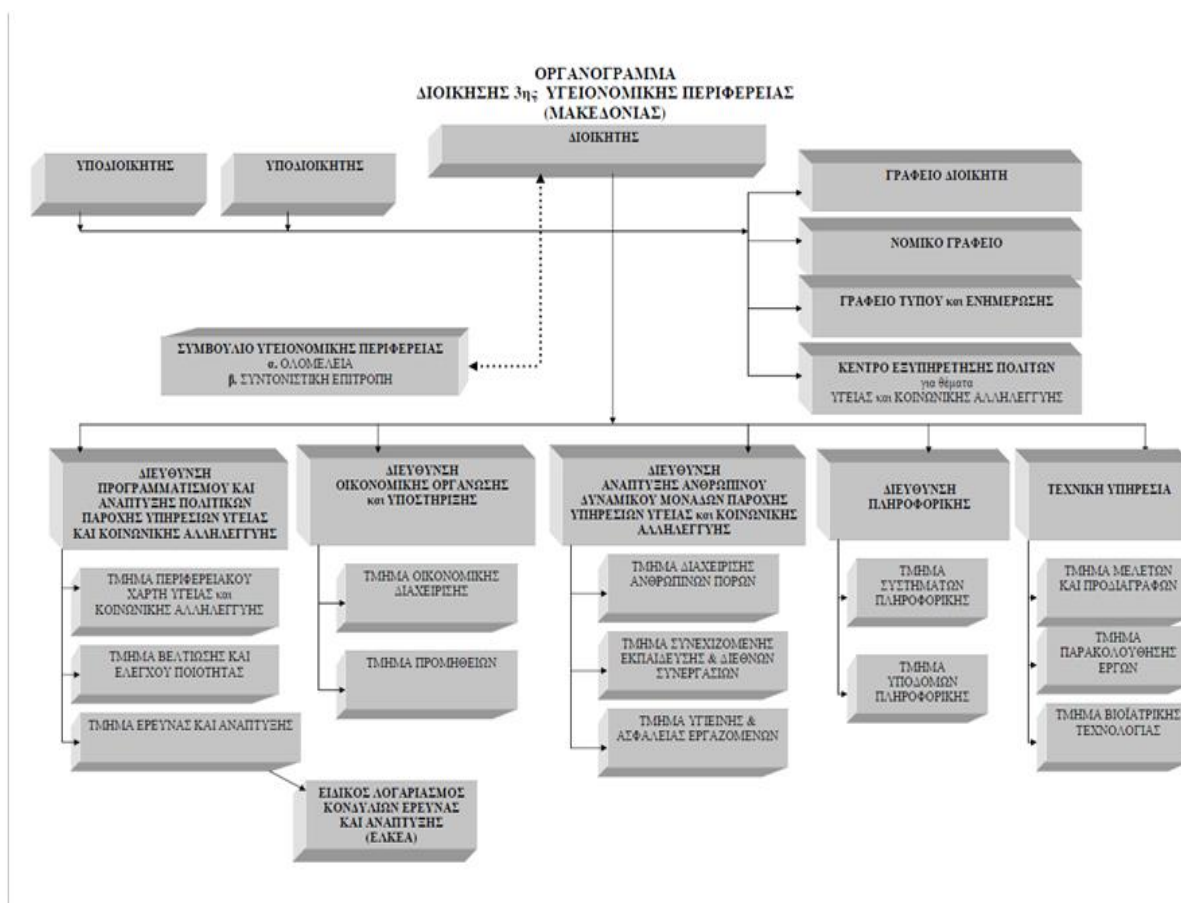 ΟΡΓΑΝΟΓΡΑΜΜΑ
ΔΙΟΙΚΗΣΗΣ 3ης ΥΓΕΙΟΝΟΜΙΚΗΣ ΠΕΡΙΦΕΡΕΙΑΣ
(ΜΑΚΕΔΟΝΙΑΣ)
ΔΙΟΙΚΗΤΗΣ
ΥΠΟΔΙΟΙΚΗΤΗΣ
ΥΠΟΔΙΟΙΚΗΤΗΣ
ΓΡΑΦΕΙΟ ΔΙΟΙΚΗΤΗ
ΝΟΜΙΚΟ ΓΡΑΦΕΙΟ
ΓΡΑΦΕΙΟ ΤΥΠΟΥ και ΕΝΗΜΕΡΩΣΗΣ
ΚΕΝΤΡΟ ΕΞΥΠΗΡΕΤΗΣΗΣ ΠΟΛΙΤΩΝ
για θέματα
ΥΓΕΙΑΣ και ΚΟΙΝΩΝΙΚΗΣ ΑΛΛΗΛΕΓΓΥΗΣ
ΣΥΜΒΟΥΛΙΟ ΥΓΕΙΟΝΟΜΙΚΗΣ ΠΕΡΙΦΕΡΕΙΑΣ
α. ΟΛΟΜΕΛΕΙΑ
β. ΣΥΝΤΟΝΙΣΤΙΚΗ ΕΠΙΤΡΟΠΗ
ΔΙΕΥΘΥΝΣΗ
ΠΡΟΓΡΑΜΜΑΤΙΣΜΟΥ ΚΑΙ
ΑΝΑΠΤΥΞΗΣ ΠΟΛΙΤΙΚΩΝ
ΠΑΡΟΧΗΣ ΥΠΗΡΕΣΙΩΝ ΥΓΕΙΑΣ
ΚΑΙ ΚΟΙΝΩΝΙΚΗΣ ΑΛΛΗΛΕΓΓΥΗΣ
ΤΜΗΜΑ ΠΕΡΙΦΕΡΕΙΑΚΟΥ
ΧΑΡΤΗ ΥΓΕΙΑΣ και
ΚΟΙΝΩΝΙΚΗΣ ΑΛΛΗΛΕΓΓΥΗΣ
ΤΜΗΜΑ ΒΕΛΤΙΩΣΗΣ ΚΑΙ
ΕΛΕΓΧΟΥ ΠΟΙΟΤΗΤΑΣ
ΤΜΗΜΑ ΕΡΕΥΝΑΣ ΚΑΙ ΑΝΑΠΤΥΞΗΣ
ΕΙΔΙΚΟΣ ΛΟΓΑΡΙΑΣΜΟΣ
ΚΟΝΔΥΛΙΩΝ ΕΡΕΥΝΑΣ
ΚΑΙ ΑΝΑΠΤΥΞΗΣ
(ΕΛΚΕΑ)
ΔΙΕΥΘΥΝΣΗ
ΟΙΚΟΝΟΜΙΚΗΣ ΟΡΓΑΝΩΣΗΣ
και ΥΠΟΣΤΗΡΙΞΗΣ
ΤΜΗΜΑ ΟΙΚΟΝΟΜΙΚΗΣ
ΔΙΑΧΕΙΡΙΣΗΣ
ΤΜΗΜΑ ΠΡΟΜΗΘΕΙΩΝ
ΔΙΕΥΘΥΝΣΗ
ΑΝΑΠΤΥΞΗΣ ΑΝΘΡΩΠΙΝΟΥ
ΔΥΝΑΜΙΚΟΥ ΜΟΝΑΔΩΝ ΠΑΡΟΧΗΣ
ΥΠΗΡΕΣΙΩΝ ΥΓΕΙΑΣ και ΚΟΙΝΩΝΙΚΗΣ
ΑΛΛΗΛΕΓΓΥΗΣ
ΤΜΗΜΑ ΔΙΑΧΕΙΡΙΣΗΣ
ΑΝΘΡΩΠΙΝΩΝ ΠΟΡΩΝ
ΤΜΗΜΑ ΣΥΝΕΧΙΖΟΜΕΝΗΣ
ΕΚΠΑΙΔΕΥΣΗΣ & ΔΙΕΘΝΩΝ
ΣΥΝΕΡΓΑΣΙΩΝ
ΤΜΗΜΑ ΥΓΙΕΙΝΗΣ &
ΑΣΦΑΛΕΙΑΣ ΕΡΓΑΖΟΜΕΝΩΝ
ΔΙΕΥΘΥΝΣΗ
ΠΛΗΡΟΦΟΡΙΚΗΣ
ΤΜΗΜΑ
ΣΥΣΤΗΜΑΤΩΝ
ΠΛΗΡΟΦΟΡΙΚΗΣ
ΤΜΗΜΑ
ΥΠΟΔΟΜΩΝ
ΠΛΗΡΟΦΟΡΙΚΗΣ
ΤΕΧΝΙΚΗ ΥΠΗΡΕΣΙΑ
ΤΜΗΜΑ ΜΕΛΕΤΩΝ
ΚΑΙ ΠΡΟΔΙΑΓΡΑΦΩΝ
ΤΜΗΜΑ
ΠΑΡΑΚΟΛΟΥΘΗΣΗΣ
ΕΡΓΩΝ
ΤΜΗΜΑ ΒΙΟΪΑΤΡΙΚΗΣ
ΤΕΧΝΟΛΟΓΙΑΣ